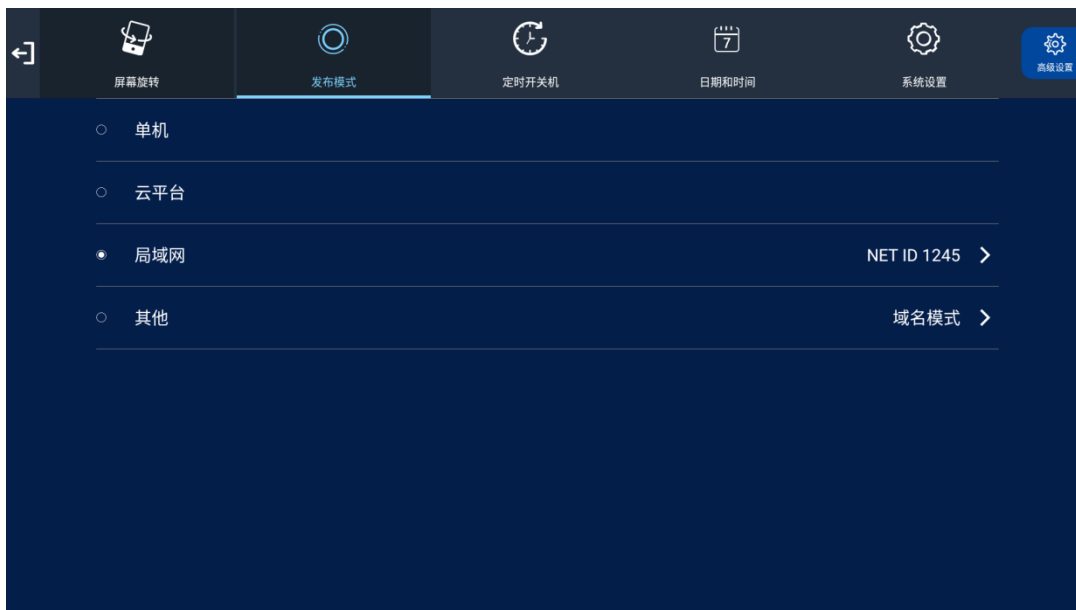 屏幕旋转
发布模式
7
定时开关机
日期和时间
系统设置
高级设置
单机
云平台
局域网 NET ID 1245
其他 域名模式